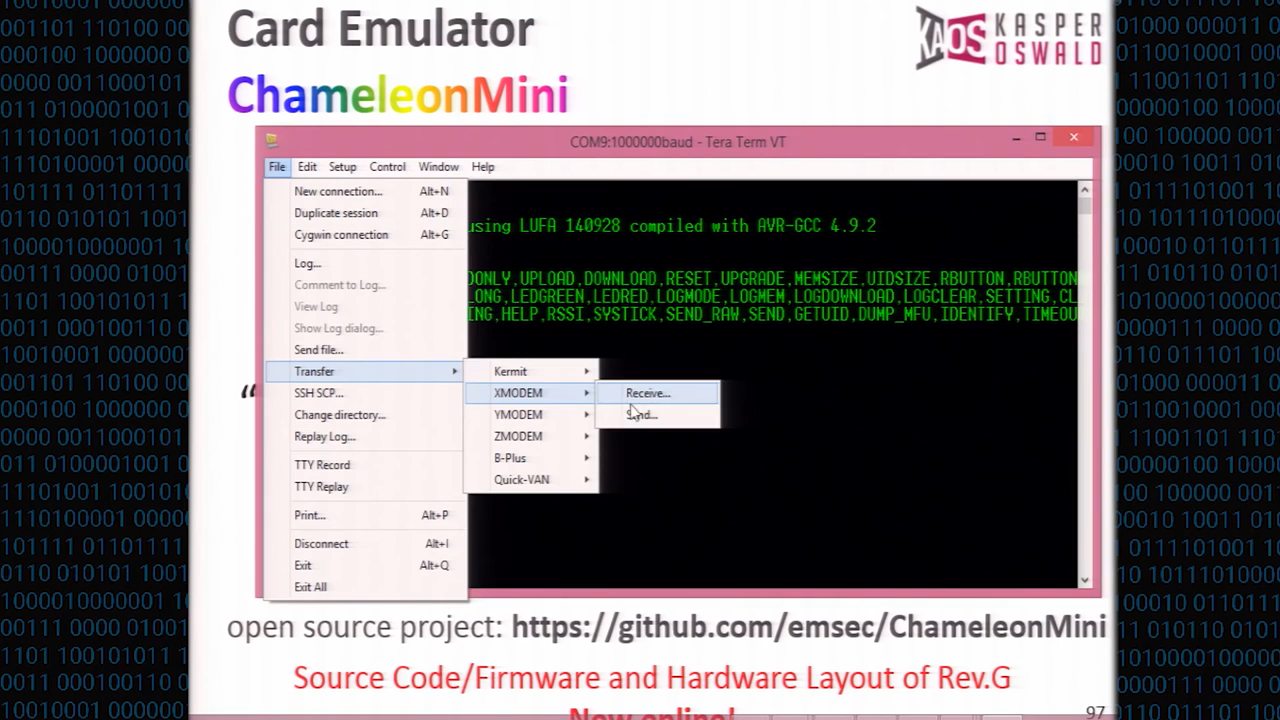 Card Emulator
KAOS KASPER OSWALD
ChameleonMini
COM9:1000000baud - Tera Term VT
File Edit Setup Control Window Help
New connection... Alt+N
Duplicate session Alt+D
Cygwin connection Alt+G
using LUFA 140928 compiled with AVR-GCC 4.9.2
Log...
ONLY,UPLOAD,DOWNLOAD,RESET,UPGRADE,MEMSIZE,UIDSIZE,RBUTTON,RBUTTON
Comment to Log...
ONG,LEDGREEN,LEDRED,LOGMODE,LOGMEM,LOGDOWNLOAD,LOGCLEAR,SETTING,CL
View Log
ING,HELP,RSSI,SYSTICK,SEND_RAW,SEND,GETUID,DUMP_MFU,IDENTIFY,TIMEOU
Show Log dialog...
Send file...
Transfer
Kermit
SSH SCP...
XMODEM
Receive...
Change directory...
YMODEM
Send...
Replay Log...
ZMODEM
B-Plus
TTY Record
Quick-VAN
TTY Replay
Print... Alt+P
Disconnect Alt+I
Exit Alt+Q
Exit All
“
open source project: https://github.com/emsec/ChameleonMini
Source Code/Firmware and Hardware Layout of Rev.G
Now online!
97